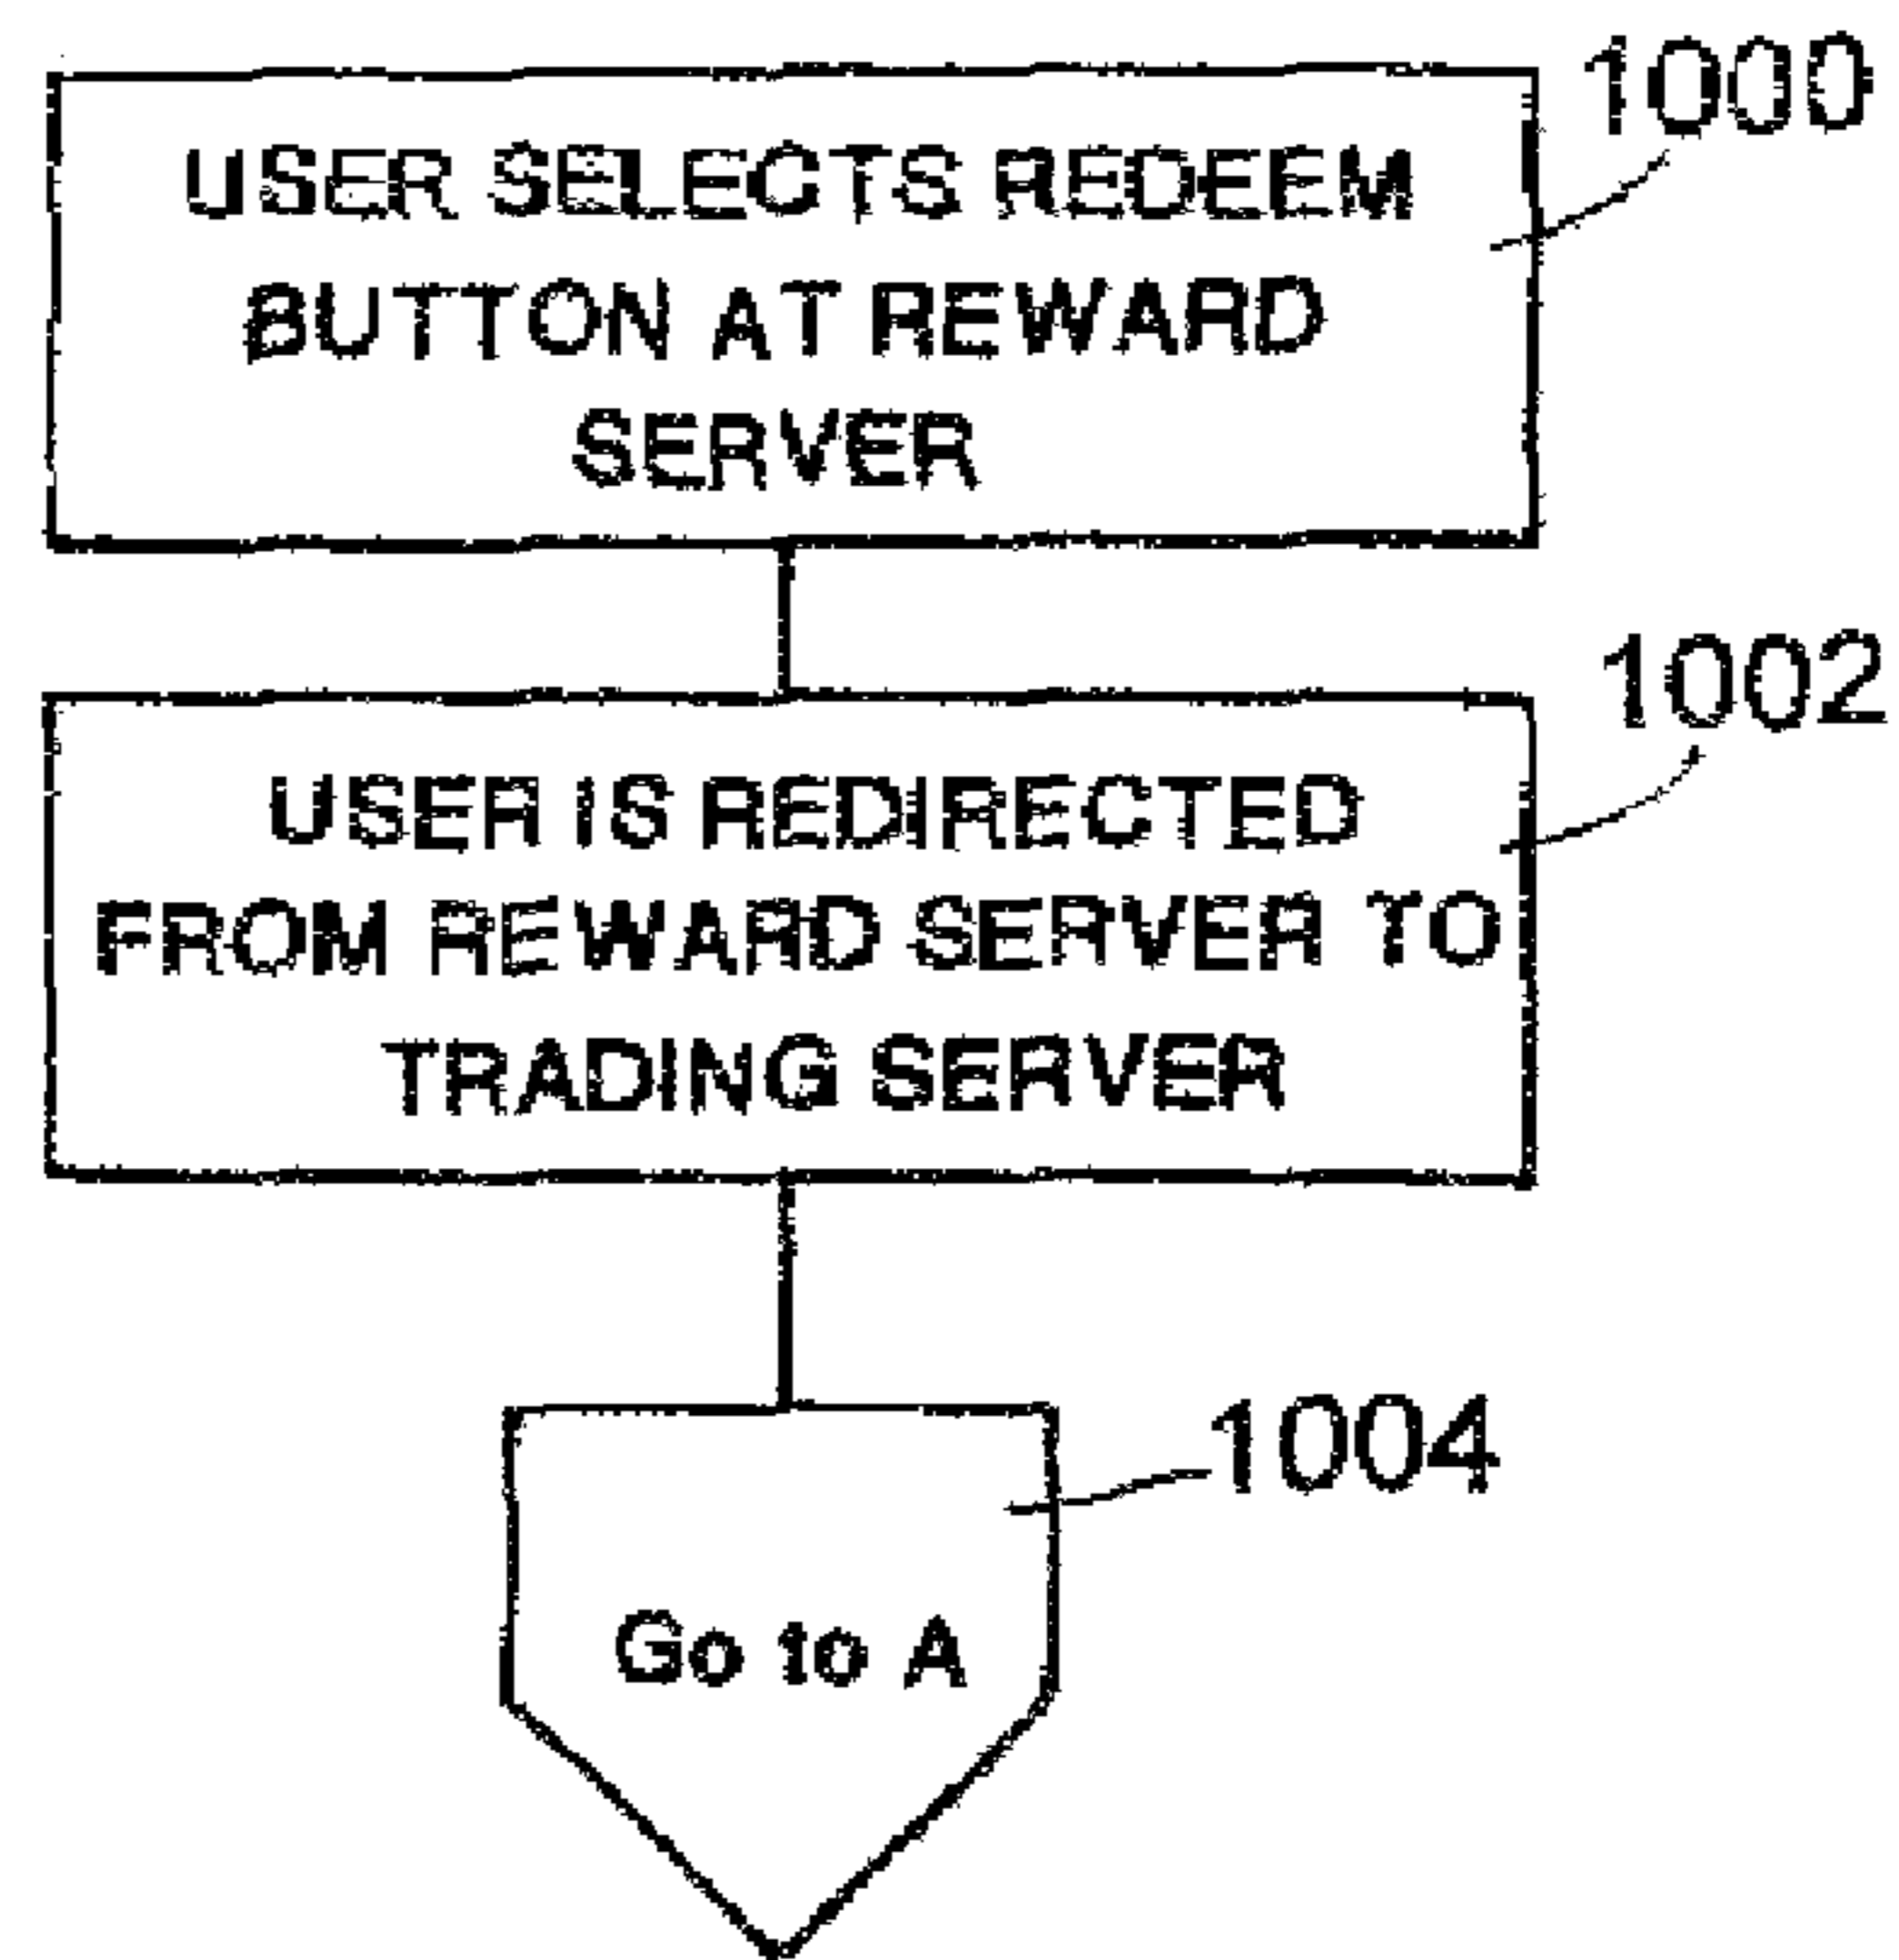 1000
USER SELECTS REDEEM
BUTTON AT REWARD
SERVER
1002
USER IS REDIRECTED
FROM REWARD SERVER TO
TRADING SERVER
1004
Go to A